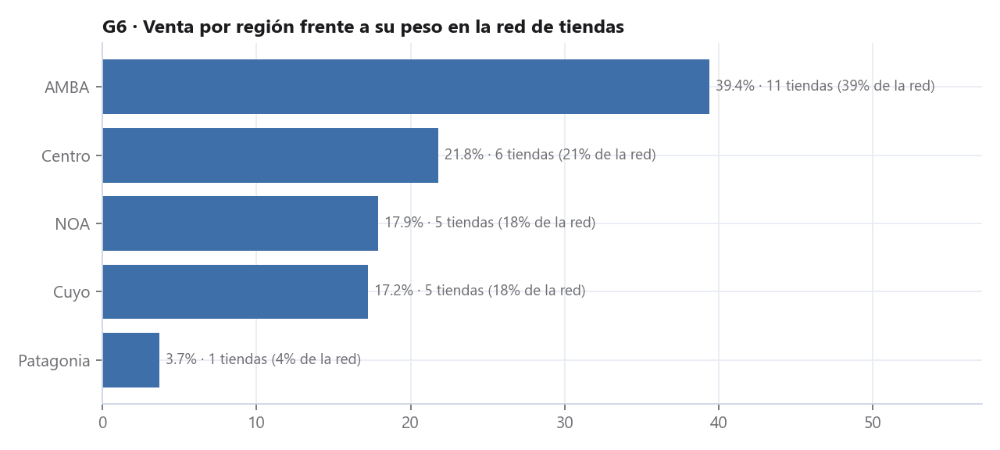 G6 · Venta por región frente a su peso en la red de tiendas
AMBA 39.4% · 11 tiendas (39% de la red)
Centro 21.8% · 6 tiendas (21% de la red)
NOA 17.9% · 5 tiendas (18% de la red)
Cuyo 17.2% · 5 tiendas (18% de la red)
Patagonia 3.7% · 1 tiendas (4% de la red)
0 10 20 30 40 50